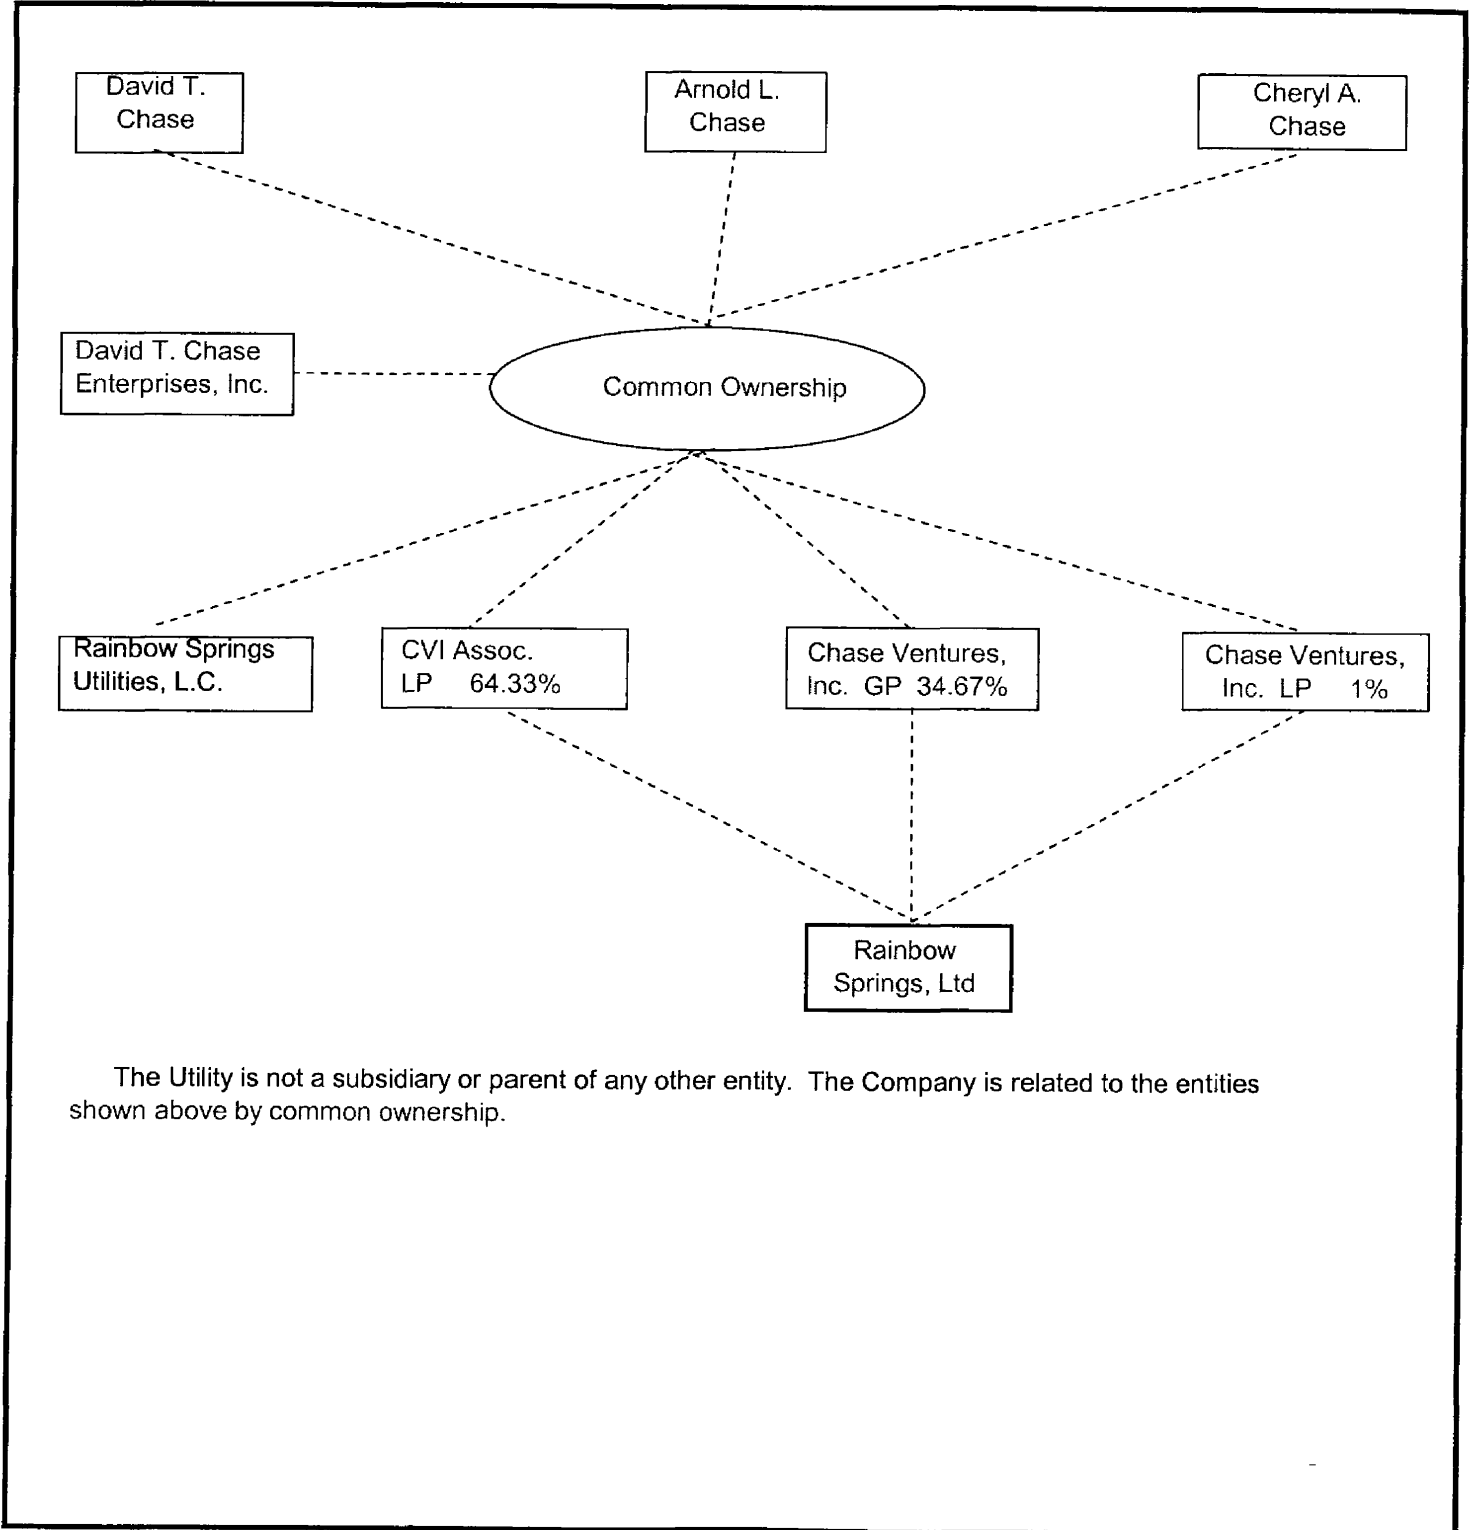 David T.
Chase
Arnold L.
Chase
Cheryl A.
Chase
David T. Chase
Enterprises, Inc.
Common Ownership
Rainbow Springs
Utilities, L.C.
CVI Assoc.
LP 64.33%
Chase Ventures,
Inc. GP 34.67%
Chase Ventures,
Inc. LP 1%
Rainbow
Springs, Ltd
The Utility is not a subsidiary or parent of any other entity. The Company is related to the entities
shown above by common ownership.